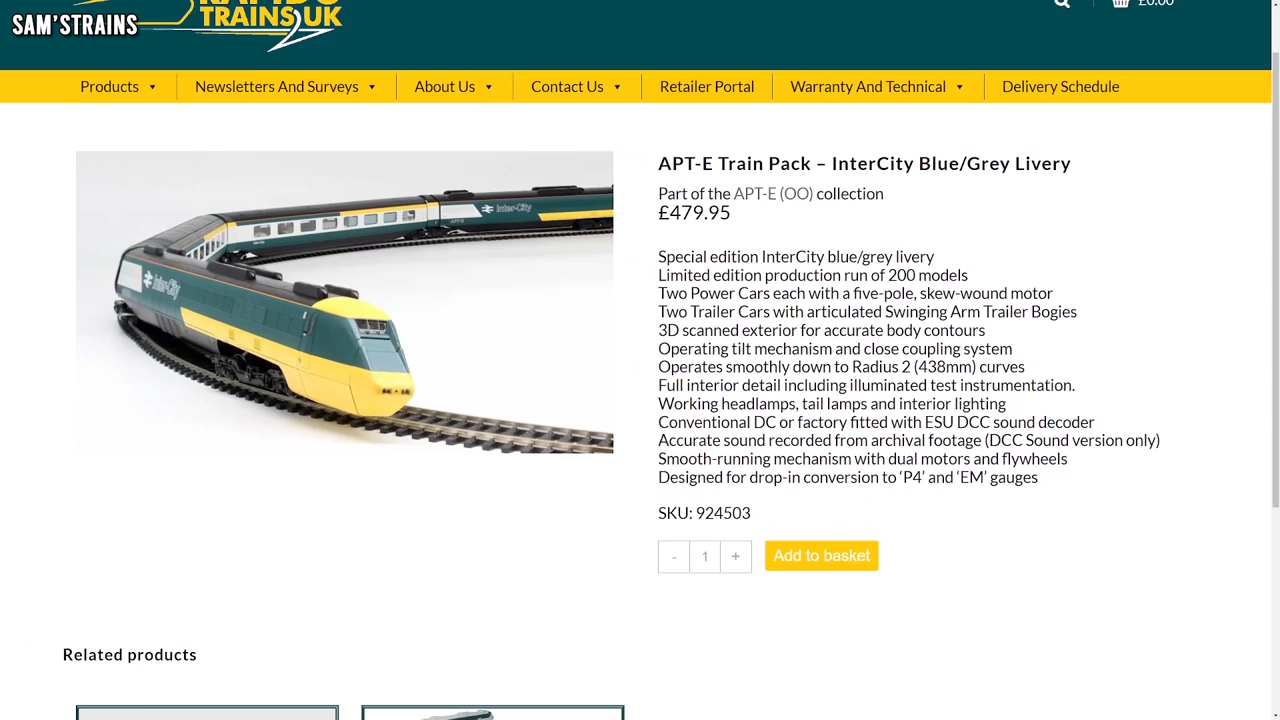 SAM'STRAINS
TRAINS UK
£0.00
Products
Newsletters And Surveys
About Us
Contact Us
Retailer Portal
Warranty And Technical
Delivery Schedule
Inter-City
Inter-City
APT-E Train Pack – InterCity Blue/Grey Livery
Part of the APT-E (OO) collection
£479.95
Special edition InterCity blue/grey livery
Limited edition production run of 200 models
Two Power Cars each with a five-pole, skew-wound motor
Two Trailer Cars with articulated Swinging Arm Trailer Bogies
3D scanned exterior for accurate body contours
Operating tilt mechanism and close coupling system
Operates smoothly down to Radius 2 (438mm) curves
Full interior detail including illuminated test instrumentation.
Working headlamps, tail lamps and interior lighting
Conventional DC or factory fitted with ESU DCC sound decoder
Accurate sound recorded from archival footage (DCC Sound version only)
Smooth-running mechanism with dual motors and flywheels
Designed for drop-in conversion to ‘P4’ and ‘EM’ gauges
SKU: 924503
- 1 +
Add to basket
Related products